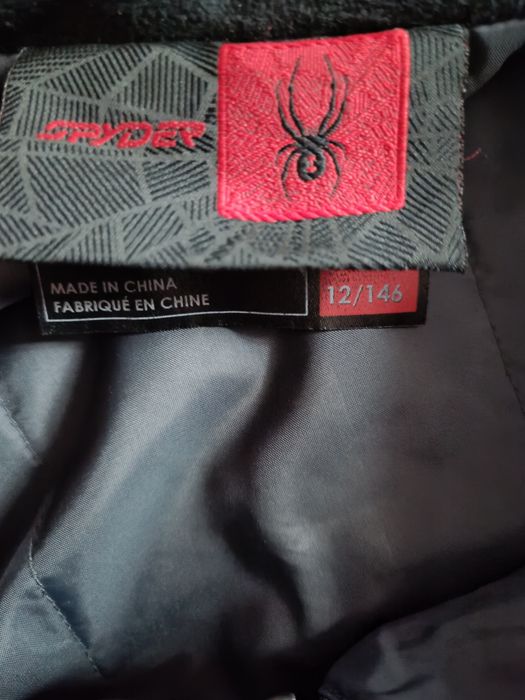 SPYDER
MADE IN CHINA
FABRIQUÉ EN CHINE
12/146